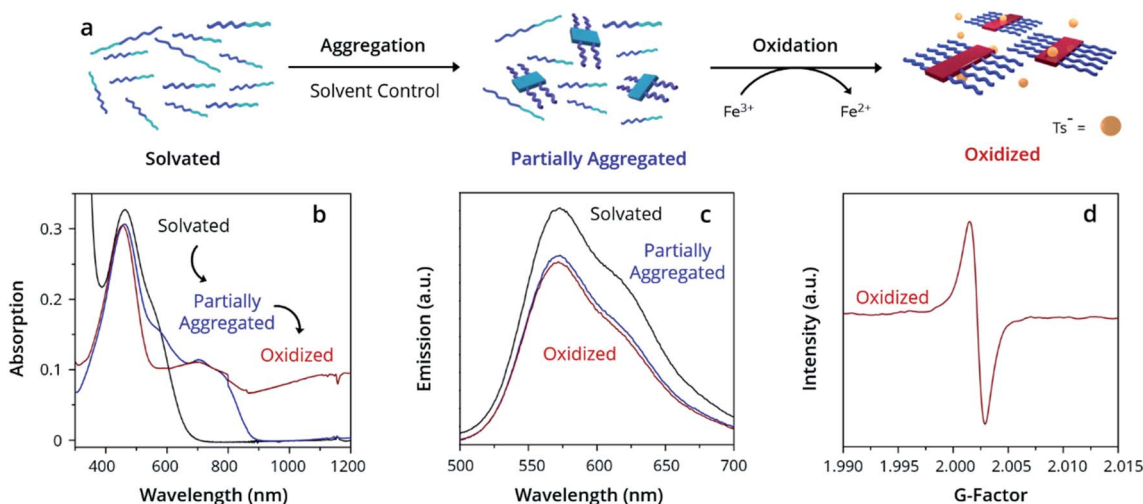 a
Aggregation
Solvent Control
Oxidation
Fe³⁺
Fe²⁺
Ts⁻ =
Solvated
Partially Aggregated
Oxidized
b
Solvated
Partially
Aggregated
Oxidized
0.3
0.2
0.1
0
Absorption
400 600 800 1000 1200
Wavelength (nm)
c
Solvated
Partially
Aggregated
Oxidized
Emission (a.u.)
500 550 600 650 700
Wavelength (nm)
d
Oxidized
Intensity (a.u.)
1.990 1.995 2.000 2.005 2.010 2.015
G-Factor